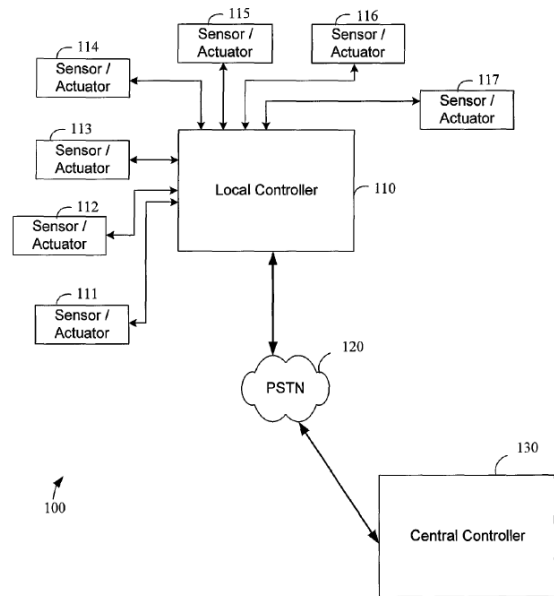 115
Sensor /
Actuator
116
Sensor /
Actuator
114
Sensor /
Actuator
117
Sensor /
Actuator
113
Sensor /
Actuator
Local Controller
110
112
Sensor /
Actuator
111
Sensor /
Actuator
120
PSTN
130
100
Central Controller